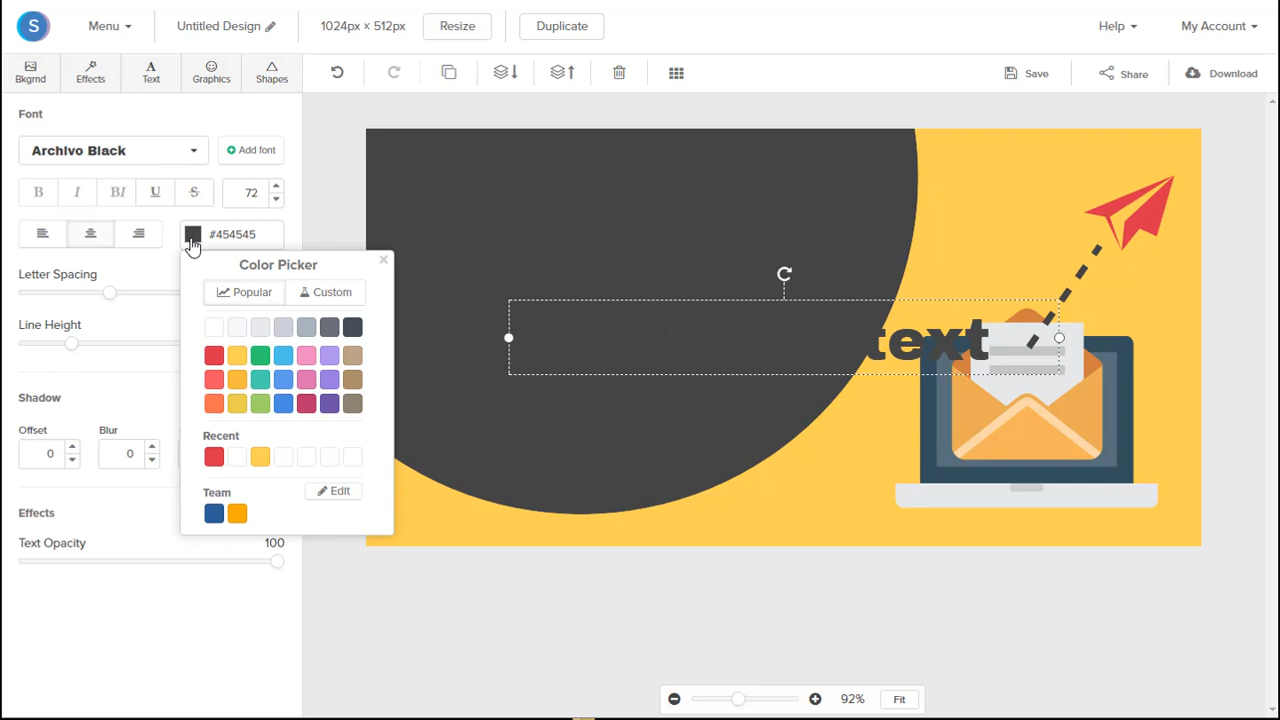 S
Menu
Untitled Design
1024px × 512px
Resize
Duplicate
Help
My Account
Bkgrnd
Effects
Text
Graphics
Shapes
Save
Share
Download
Font
Archivo Black
Add font
B
I
BI
U
S
72
#454545
Letter Spacing
Line Height
Shadow
Offset
Blur
0
0
Effects
Text Opacity
100
Color Picker
Popular
Custom
Recent
Team
Edit
text
92%
Fit